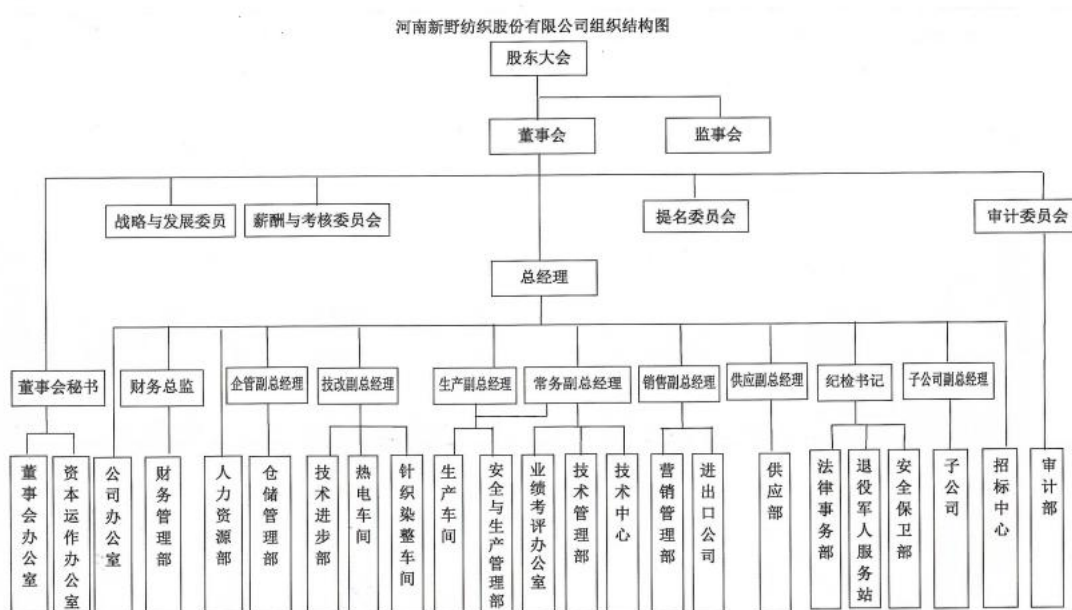 河南新野纺织股份有限公司组织结构图
股东大会
董事会
监事会
战略与发展委员
薪酬与考核委员会
提名委员会
审计委员会
总经理
董事会秘书
财务总监
企管副总经理
技改副总经理
生产副总经理
常务副总经理
销售副总经理
供应副总经理
纪检书记
子公司副总经理
董事会办公室
资本运作办公室
公司办公室
财务管理部
人力资源部
仓储管理部
技术进步部
热电车间
针织染整车间
生产车间
安全与生产管理部
业绩考评办公室
技术管理部
技术中心
营销管理部
进出口公司
供应部
法律事务部
退役军人服务站
安全保卫部
子公司
招标中心
审计部